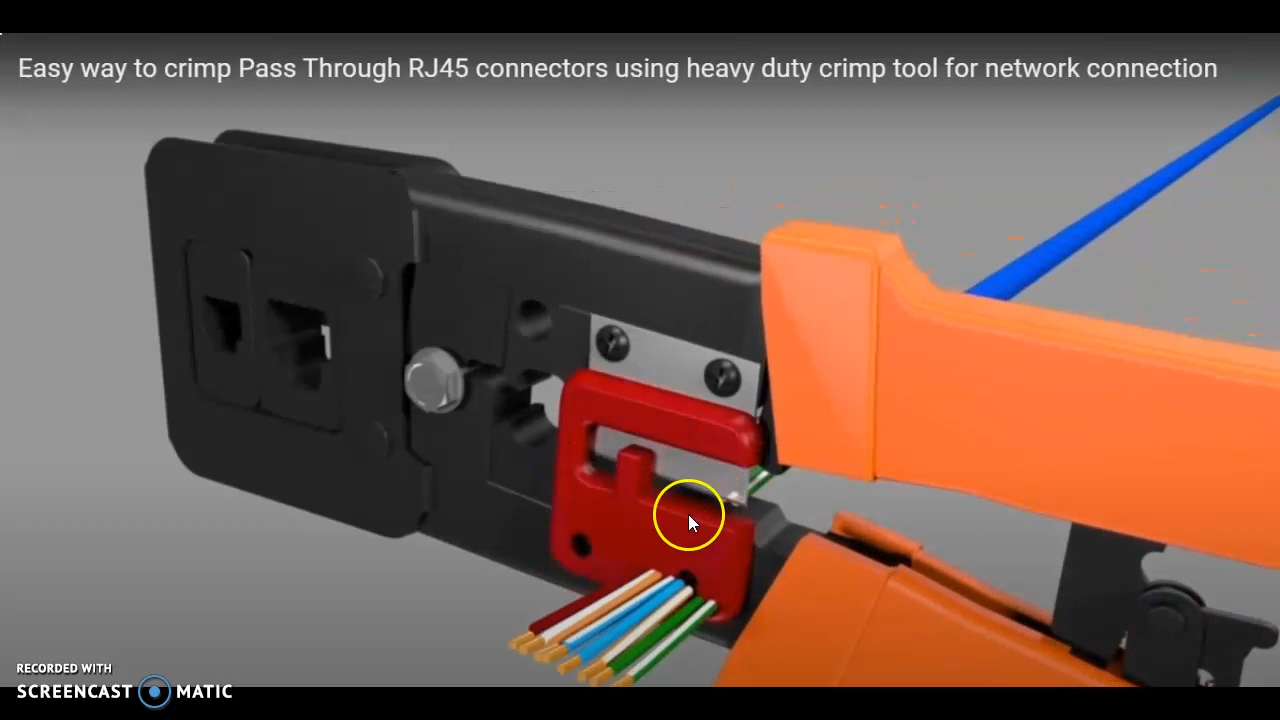 Easy way to crimp Pass Through RJ45 connectors using heavy duty crimp tool for network connection
RECORDED WITH
SCREENCAST MATIC